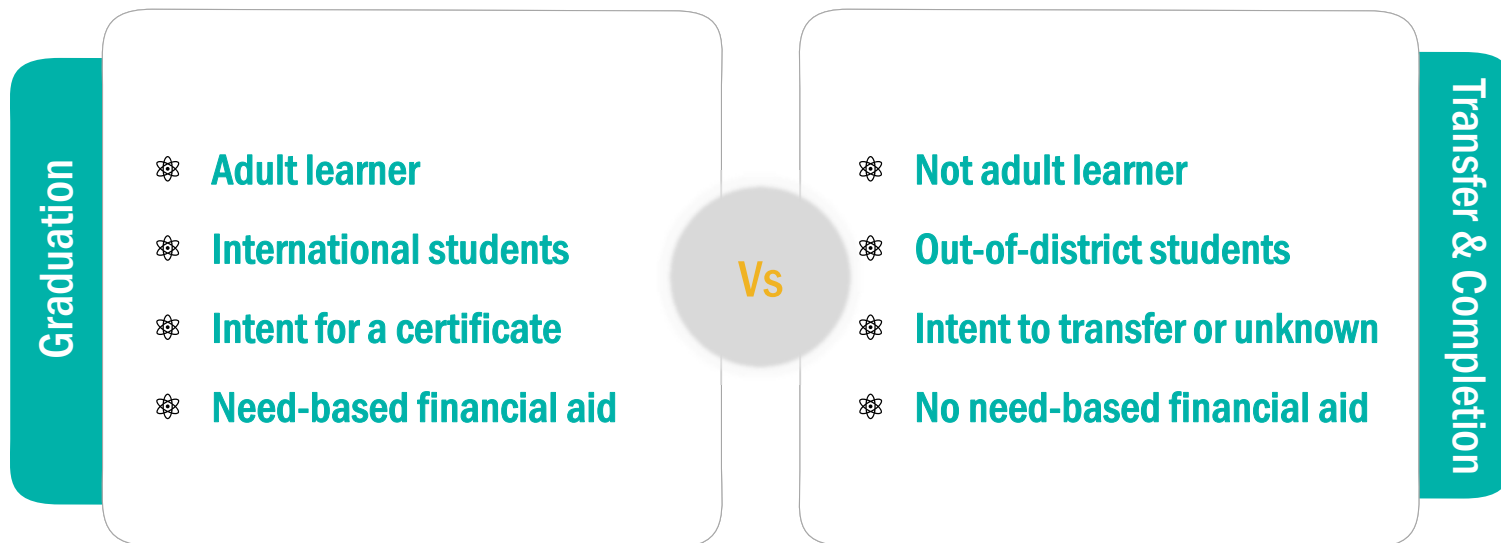 Graduation
Adult learner
International students
Intent for a certificate
Need-based financial aid
Vs
Not adult learner
Out-of-district students
Intent to transfer or unknown
No need-based financial aid
Transfer & Completion